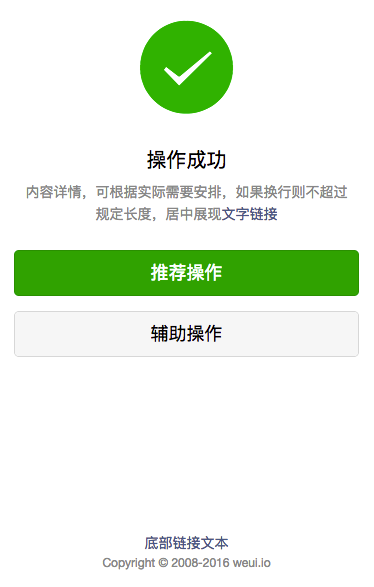 操作成功
内容详情，可根据实际需要安排，如果换行则不超过
规定长度，居中展现文字链接
推荐操作
辅助操作
底部链接文本
Copyright © 2008-2016 weui.io